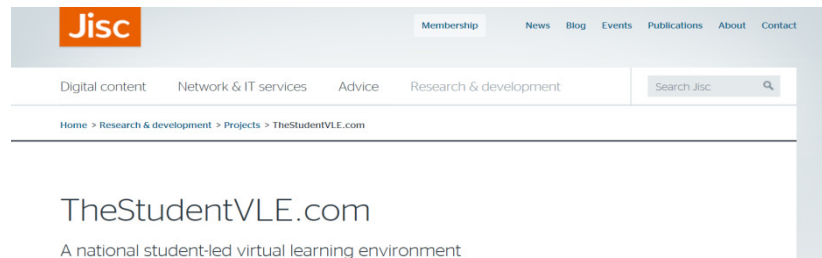 Jisc
Membership News Blog Events Publications About Contact
Digital content Network & IT services Advice Research & development Search Jisc
Home > Research & development > Projects > TheStudentVLE.com
TheStudentVLE.com
A national student-led virtual learning environment